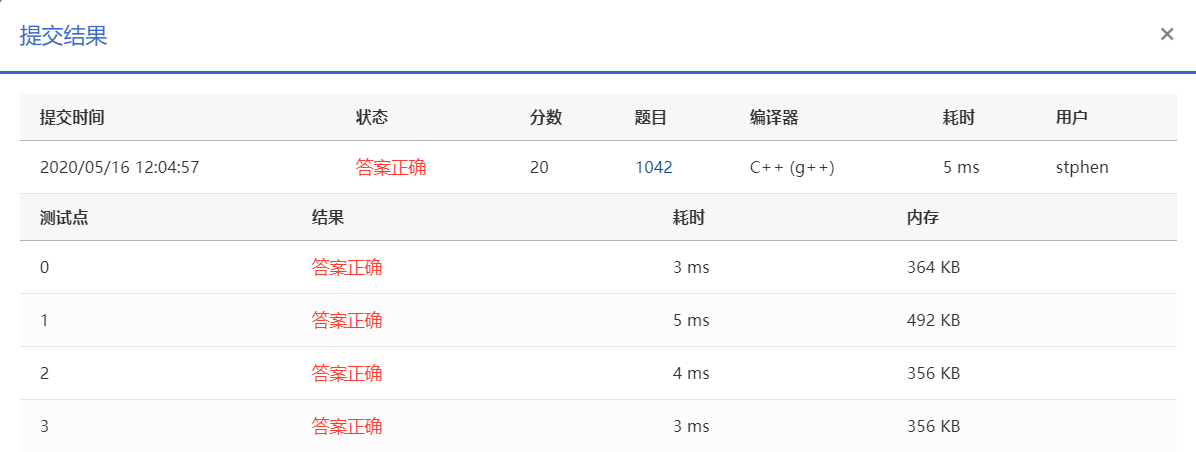 提交结果 ×
提交时间 状态 分数 题目 编译器 耗时 用户
2020/05/16 12:04:57 答案正确 20 1042 C++ (g++) 5 ms stphen
测试点 结果 耗时 内存
0 答案正确 3 ms 364 KB
1 答案正确 5 ms 492 KB
2 答案正确 4 ms 356 KB
3 答案正确 3 ms 356 KB